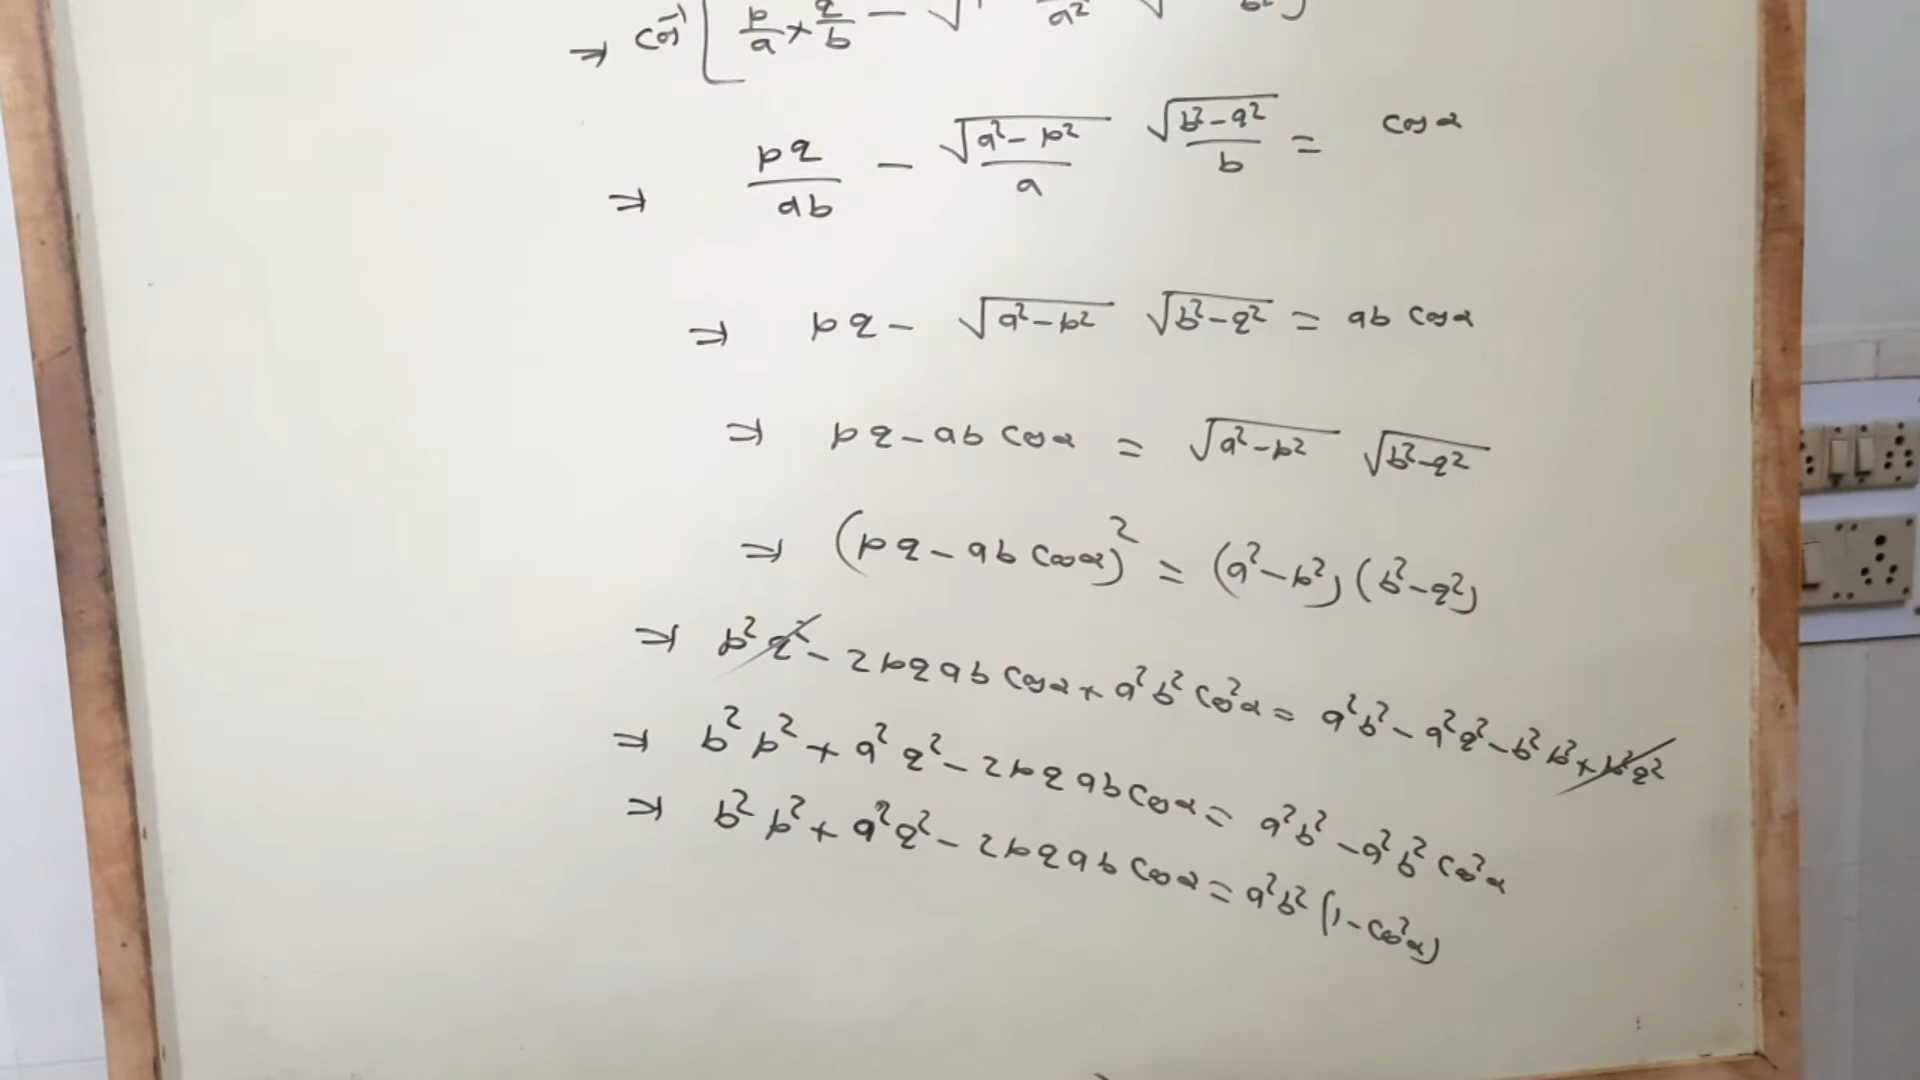 ⇒ cos⁻¹[ p/a × q/b − √ a² √ b² ]
⇒ pq/ab − √(a²−p²)/a √(b²−q²)/b = cos α
⇒ pq − √(a²−p²) √(b²−q²) = ab cos α
⇒ pq − ab cos α = √(a²−p²) √(b²−q²)
⇒ (pq − ab cos α)² = (a²−p²) (b²−q²)
⇒ p²q² − 2pqab cos α + a²b² cos²α = a²b² − a²q² − b²p² + p²q²
⇒ b²p² + a²q² − 2pqab cos α = a²b² − a²b² cos²α
⇒ b²p² + a²q² − 2pqab cos α = a²b² (1 − cos²α)